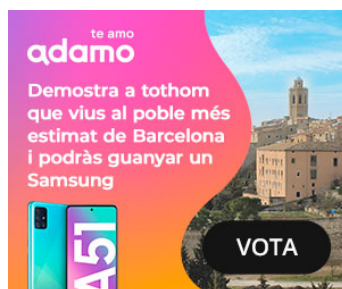 te amo
adamo
Demostra a tothom
que vius al poble més
estimat de Barcelona
i podràs guanyar un
Samsung
A51
VOTA